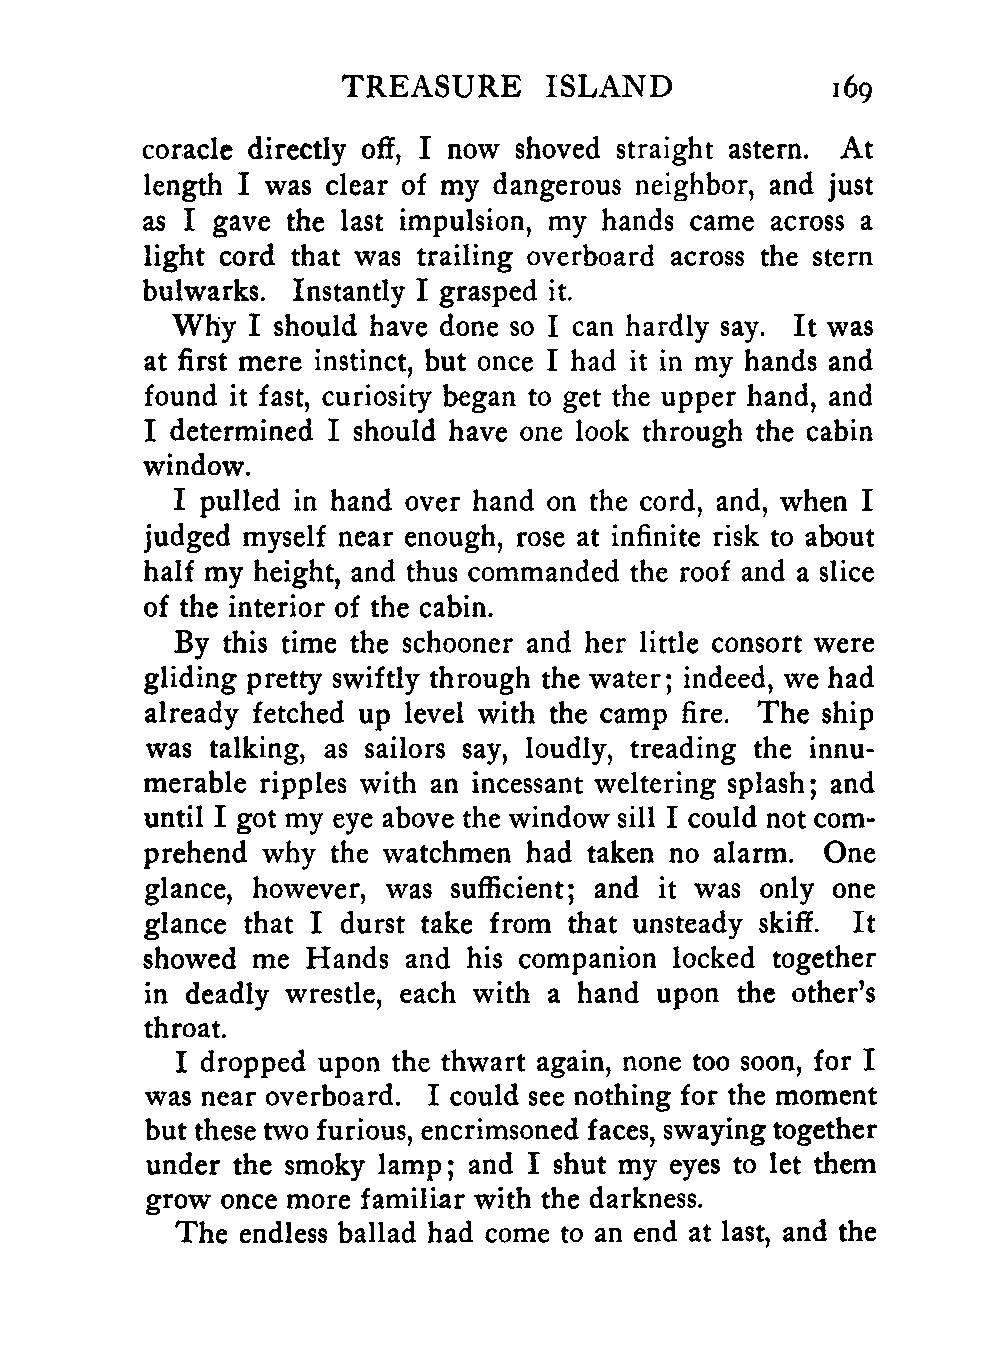 TREASURE ISLAND 169
coracle directly off, I now shoved straight astern. At
length I was clear of my dangerous neighbor, and just
as I gave the last impulsion, my hands came across a
light cord that was trailing overboard across the stern
bulwarks. Instantly I grasped it.
Why I should have done so I can hardly say. It was
at first mere instinct, but once I had it in my hands and
found it fast, curiosity began to get the upper hand, and
I determined I should have one look through the cabin
window.
I pulled in hand over hand on the cord, and, when I
judged myself near enough, rose at infinite risk to about
half my height, and thus commanded the roof and a slice
of the interior of the cabin.
By this time the schooner and her little consort were
gliding pretty swiftly through the water; indeed, we had
already fetched up level with the camp fire. The ship
was talking, as sailors say, loudly, treading the innu-
merable ripples with an incessant weltering splash; and
until I got my eye above the window sill I could not com-
prehend why the watchmen had taken no alarm. One
glance, however, was sufficient; and it was only one
glance that I durst take from that unsteady skiff. It
showed me Hands and his companion locked together
in deadly wrestle, each with a hand upon the other's
throat.
I dropped upon the thwart again, none too soon, for I
was near overboard. I could see nothing for the moment
but these two furious, encrimsoned faces, swaying together
under the smoky lamp; and I shut my eyes to let them
grow once more familiar with the darkness.
The endless ballad had come to an end at last, and the